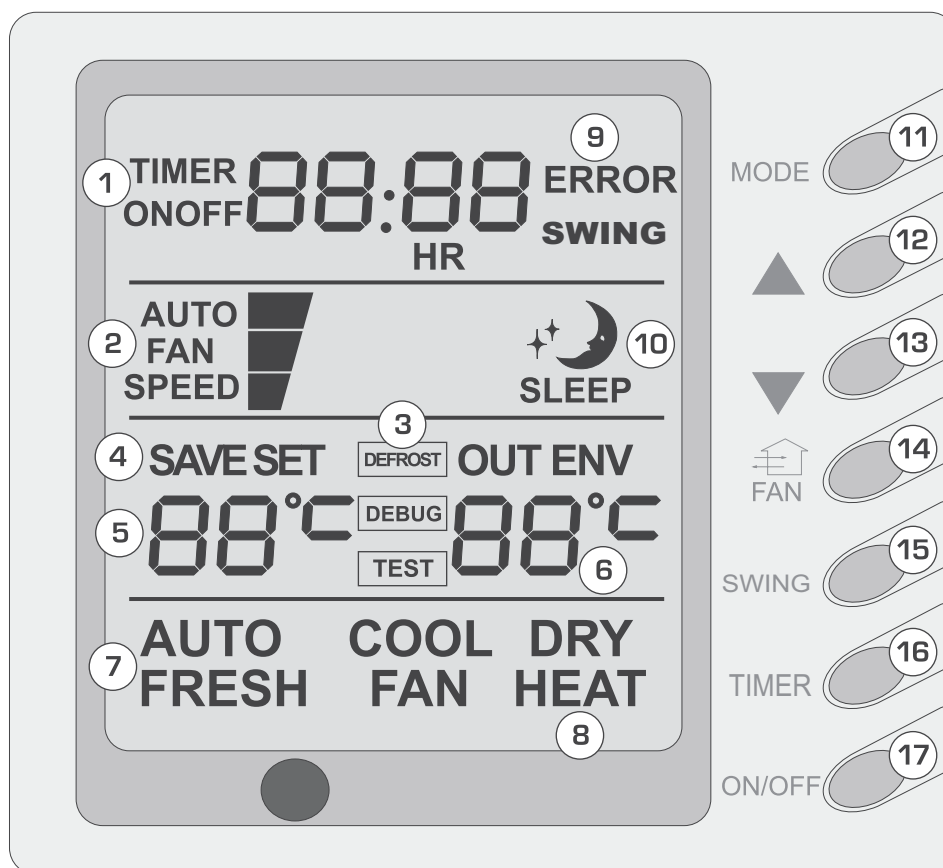 TIMER
ONOFF
88:88
HR
ERROR
SWING
1
9
AUTO
FAN
SPEED
2
SLEEP
10
3
4
SAVE SET
DEFROST
OUT ENV
5
88°C
DEBUG
88°C
TEST
6
7
AUTO COOL DRY
FRESH FAN HEAT
8
MODE
11
12
13
14
FAN
15
SWING
16
TIMER
17
ON/OFF